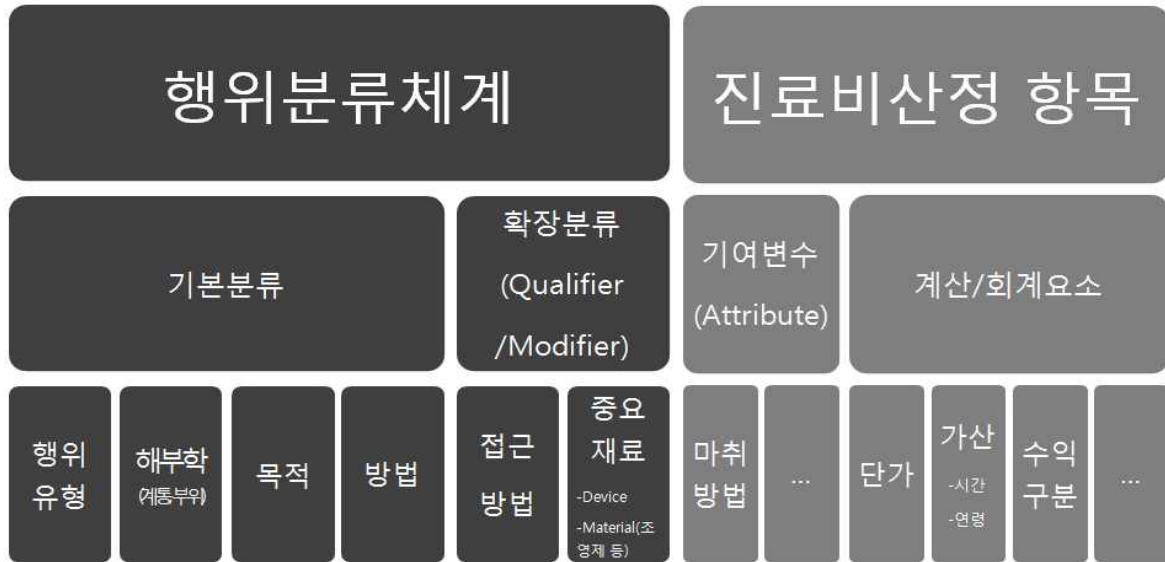 행위분류체계
진료비산정 항목
기본분류
확장분류
(Qualifier
/Modifier)
기여변수
(Attribute)
계산/회계요소
행위
유형
해부학
(계통부위)
목적
방법
접근
방법
중요
재료
-Device
-Material(조
영제 등)
마취
방법
...
단가
가산
-시간
-연령
수익
구분
...